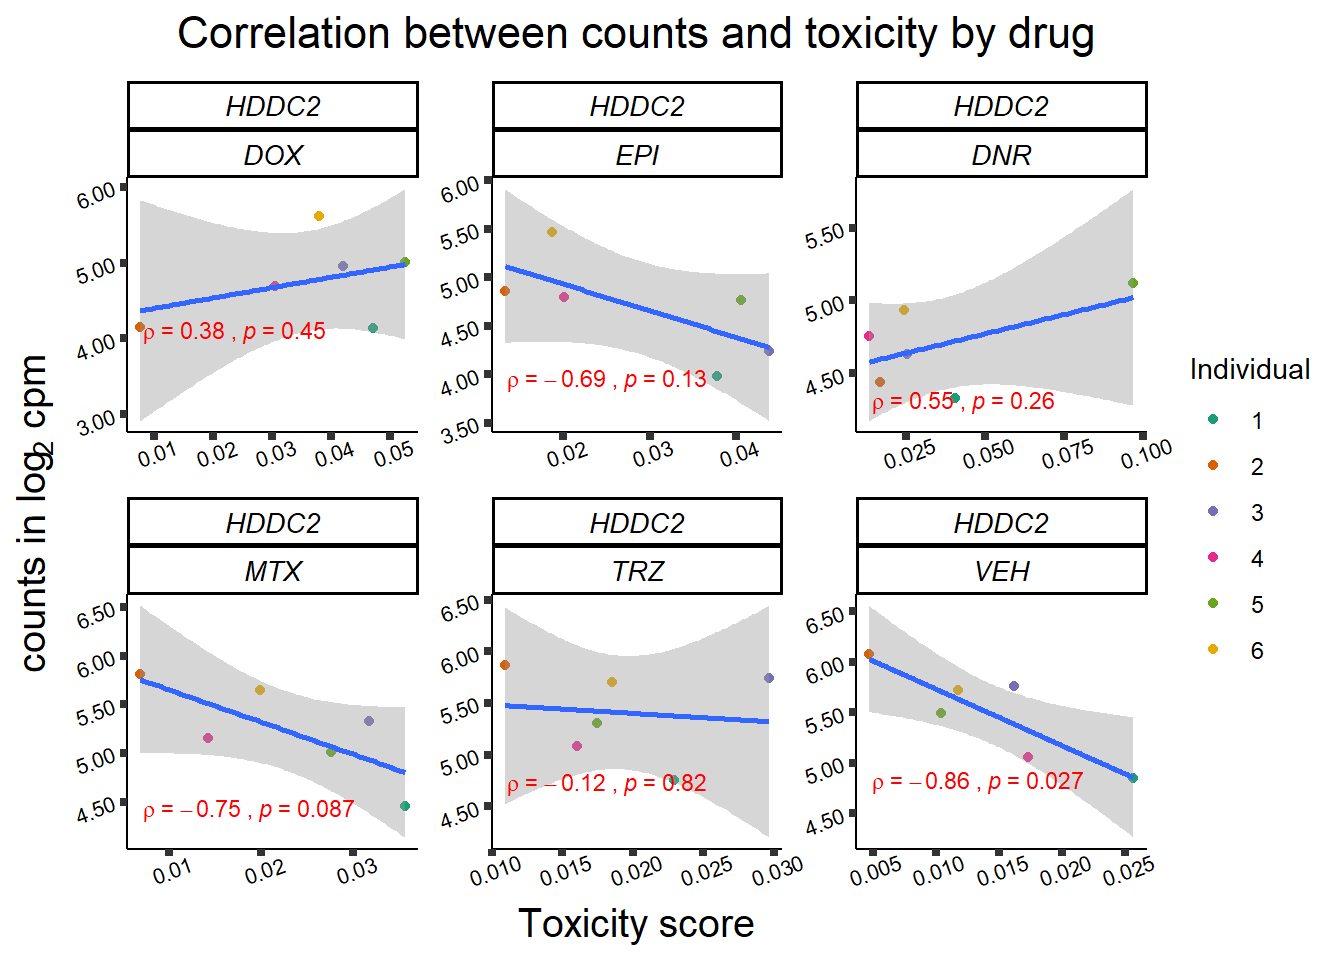 Correlation between counts and toxicity by drug
HDDC2
DOX
6.00
5.00
4.00
3.00
ρ = 0.38 , p = 0.45
0.01 0.02 0.03 0.04 0.05
HDDC2
EPI
6.00
5.50
5.00
4.50
4.00
3.50
ρ = −0.69 , p = 0.13
0.02 0.03 0.04
HDDC2
DNR
5.50
5.00
4.50
ρ = 0.55 , p = 0.26
0.025 0.050 0.075 0.100
HDDC2
MTX
6.50
6.00
5.50
5.00
4.50
ρ = −0.75 , p = 0.087
0.01 0.02 0.03
HDDC2
TRZ
6.50
6.00
5.50
5.00
4.50
ρ = −0.12 , p = 0.82
0.010 0.015 0.020 0.025 0.030
HDDC2
VEH
6.50
6.00
5.50
5.00
4.50
ρ = −0.86 , p = 0.027
0.005 0.010 0.015 0.020 0.025
counts in log₂ cpm
Toxicity score
Individual
1
2
3
4
5
6